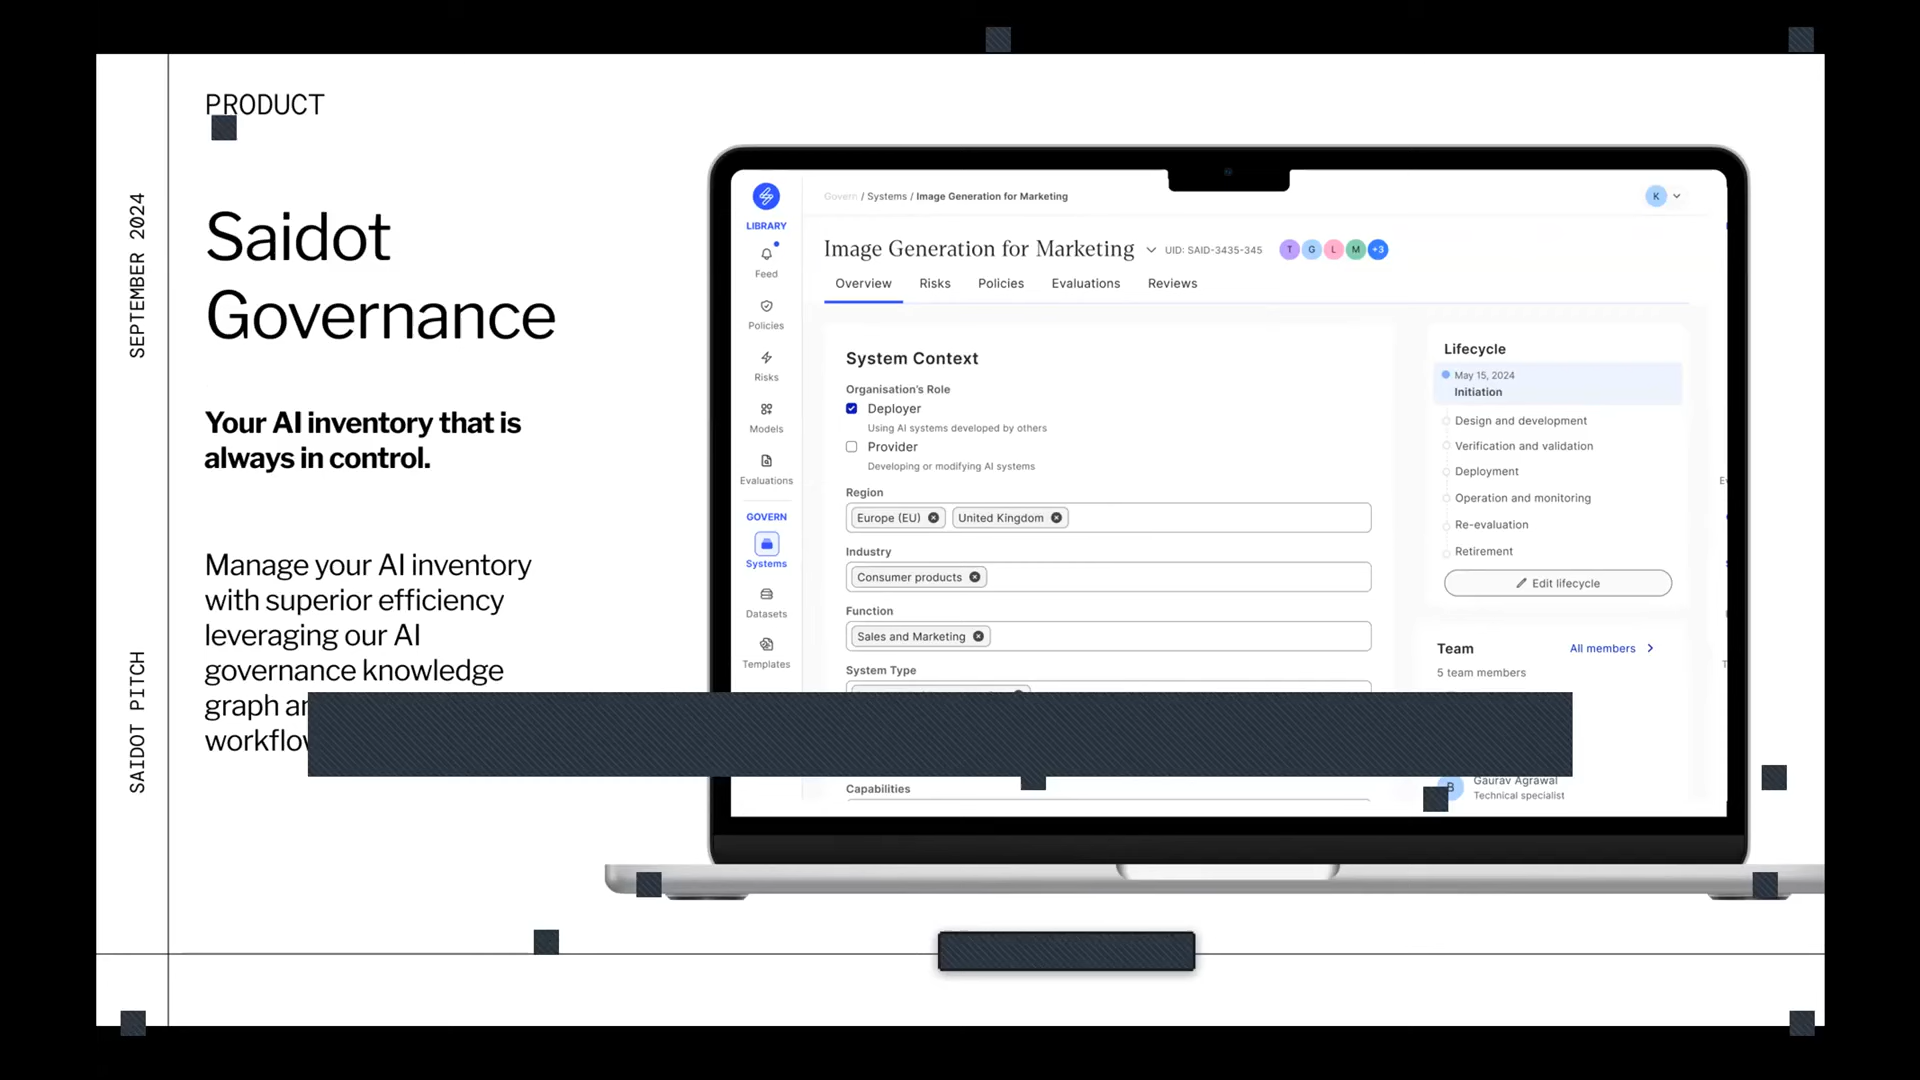 PRODUCT
SEPTEMBER 2024
SAIDOT PITCH
Saidot
Governance
Your AI inventory that is
always in control.
Manage your AI inventory
with superior efficiency
leveraging our AI
governance knowledge
graph
LIBRARY
Feed
Policies
Risks
Models
Evaluations
GOVERN
Systems
Datasets
Templates
Govern / Systems / Image Generation for Marketing
K
Image Generation for Marketing
UID: SAID-3435-345
T G L M +3
Overview Risks Policies Evaluations Reviews
System Context
Organisation's Role
Deployer
Using AI systems developed by others
Provider
Developing or modifying AI systems
Region
Europe (EU) United Kingdom
Industry
Consumer products
Function
Sales and Marketing
System Type
Capabilities
Lifecycle
May 15, 2024
Initiation
Design and development
Verification and validation
Deployment
Operation and monitoring
Re-evaluation
Retirement
Edit lifecycle
Team
All members
5 team members
B
Gaurav Agrawal
Technical specialist